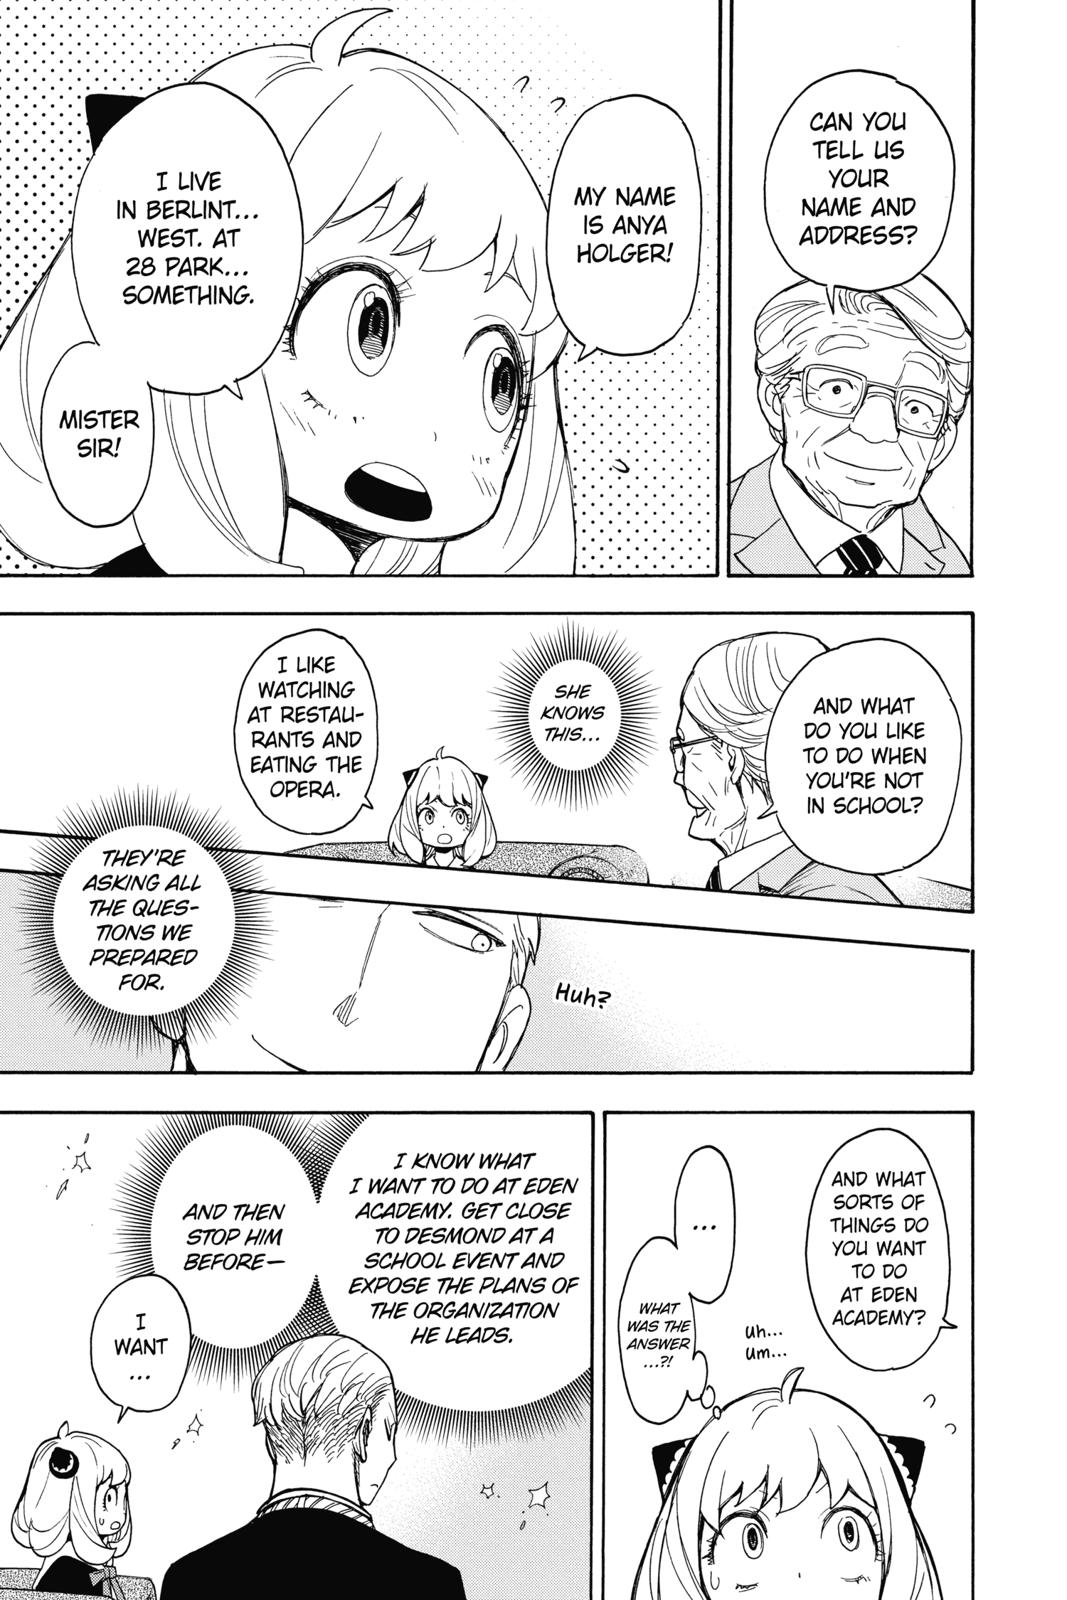 CAN YOU
TELL US
YOUR
NAME AND
ADDRESS?
MY NAME
IS ANYA
HOLGER!
I LIVE
IN BERLINT...
WEST. AT
28 PARK...
SOMETHING.
MISTER
SIR!
AND WHAT
DO YOU LIKE
TO DO WHEN
YOU'RE NOT
IN SCHOOL?
SHE
KNOWS
THIS...
I LIKE
WATCHING
AT RESTAU-
RANTS AND
EATING THE
OPERA.
Huh?
THEY'RE
ASKING ALL
THE QUES-
TIONS WE
PREPARED
FOR.
AND WHAT
SORTS OF
THINGS DO
YOU WANT
TO DO
AT EDEN
ACADEMY?
...
uh...
um...
WHAT
WAS THE
ANSWER
...?!
I KNOW WHAT
I WANT TO DO AT EDEN
ACADEMY. GET CLOSE
TO DESMOND AT A
SCHOOL EVENT AND
EXPOSE THE PLANS OF
THE ORGANIZATION
HE LEADS.
AND THEN
STOP HIM
BEFORE—
I
WANT
...